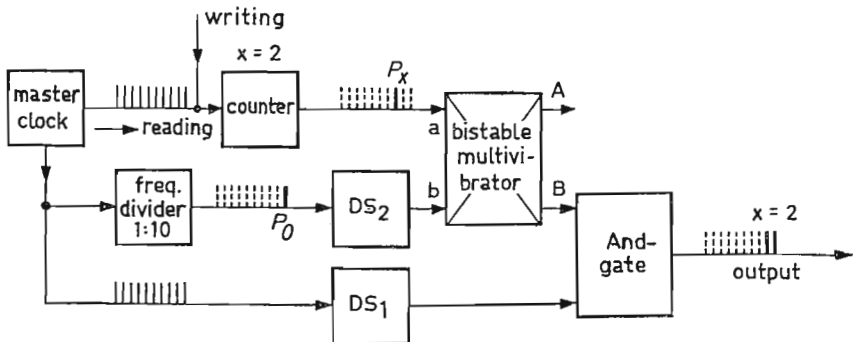 writing
x = 2
master
clock
reading
counter
Px
a
A
bistable
multivi-
brator
freq.
divider
1:10
P0
DS2
b
B
And-
gate
x = 2
output
DS1